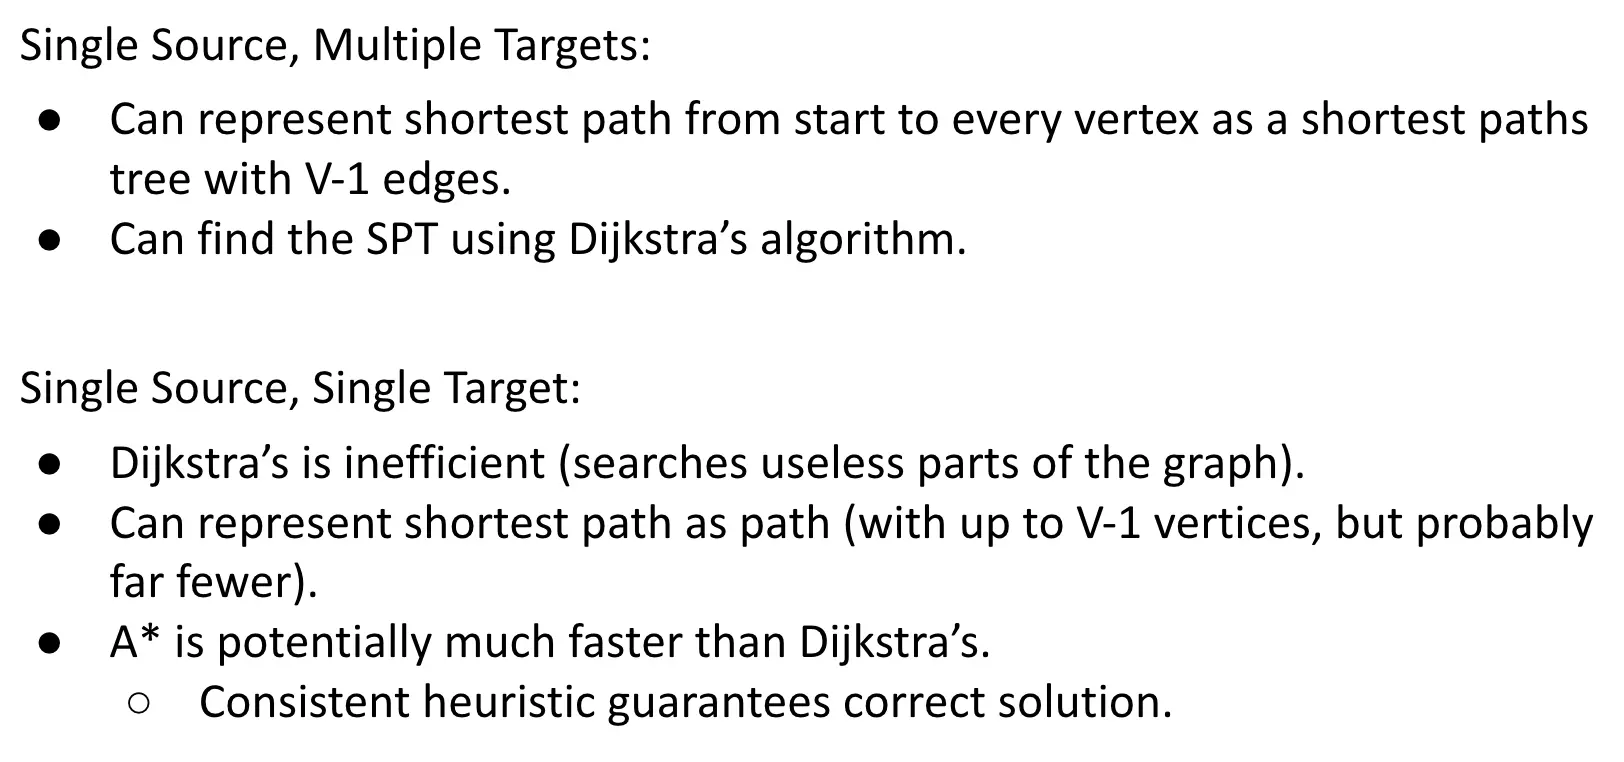 Single Source, Multiple Targets:
● Can represent shortest path from start to every vertex as a shortest paths
tree with V-1 edges.
● Can find the SPT using Dijkstra’s algorithm.
Single Source, Single Target:
● Dijkstra’s is inefficient (searches useless parts of the graph).
● Can represent shortest path as path (with up to V-1 vertices, but probably
far fewer).
● A* is potentially much faster than Dijkstra’s.
○ Consistent heuristic guarantees correct solution.